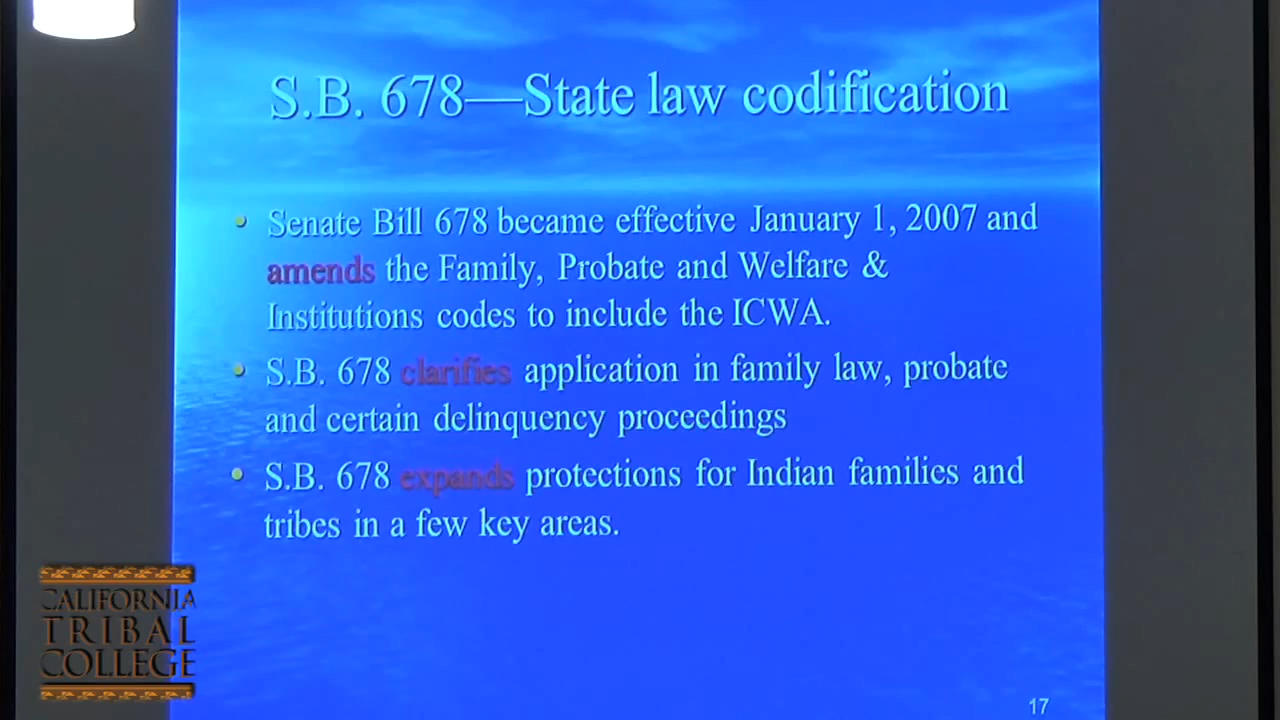 S.B. 678—State law codification
• Senate Bill 678 became effective January 1, 2007 and
amends the Family, Probate and Welfare &
Institutions codes to include the ICWA.
• S.B. 678 clarifies application in family law, probate
and certain delinquency proceedings
• S.B. 678 expands protections for Indian families and
tribes in a few key areas.
CALIFORNIA
TRIBAL
COLLEGE
17